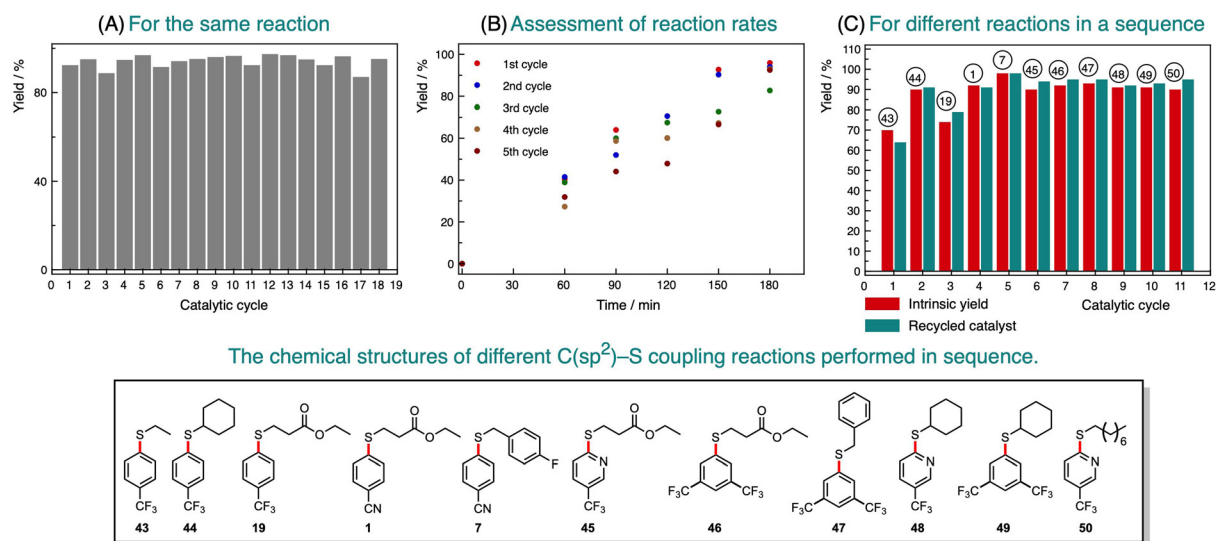 (A) For the same reaction
Yield / %
80
40
0
0 1 2 3 4 5 6 7 8 9 10 11 12 13 14 15 16 17 18 19
Catalytic cycle
(B) Assessment of reaction rates
Yield / %
100
80
60
40
20
0
1st cycle
2nd cycle
3rd cycle
4th cycle
5th cycle
0 30 60 90 120 150 180
Time / min
(C) For different reactions in a sequence
Yield / %
110
100
90
80
70
60
50
40
30
20
10
0
43 44 19 1 7 45 46 47 48 49 50
0 1 2 3 4 5 6 7 8 9 10 11 12
Catalytic cycle
Intrinsic yield
Recycled catalyst
The chemical structures of different C(sp²)–S coupling reactions performed in sequence.
S CF₃
S CF₃
S O O CF₃
S O O CN
S F CN
S O O N CF₃
S O O F₃C CF₃
S F₃C CF₃
S N CF₃
S F₃C CF₃
S ( )₆ N CF₃
43 44 19 1 7 45 46 47 48 49 50